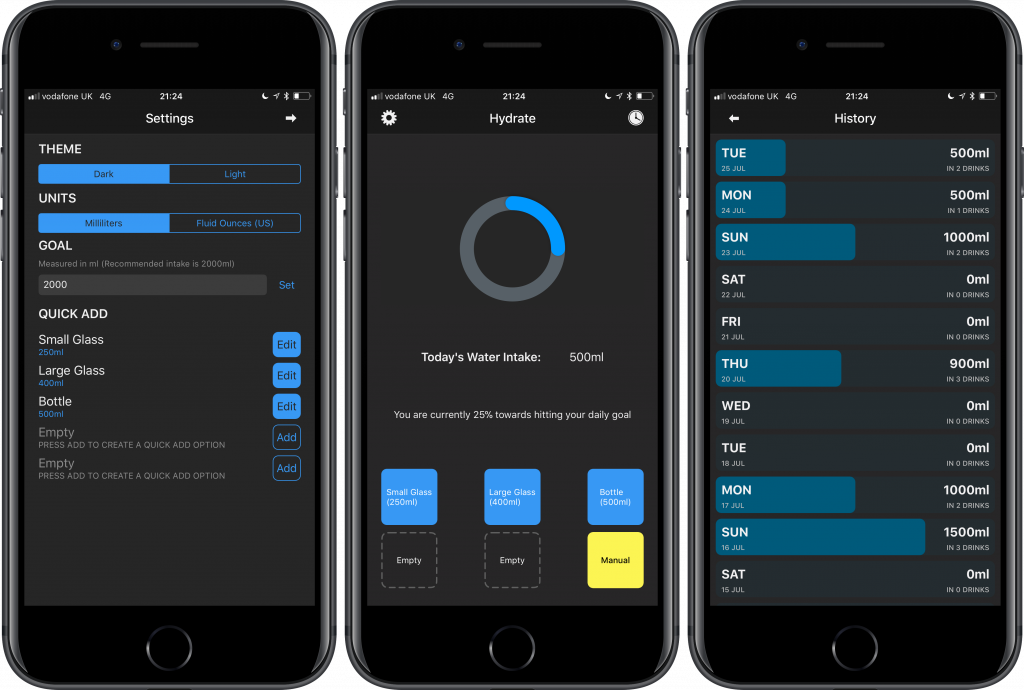 vodafone UK 4G 21:24
Settings
THEME
Dark Light
UNITS
Milliliters Fluid Ounces (US)
GOAL
Measured in ml (Recommended intake is 2000ml)
2000 Set
QUICK ADD
Small Glass
250ml
Edit
Large Glass
400ml
Edit
Bottle
500ml
Edit
Empty
PRESS ADD TO CREATE A QUICK ADD OPTION
Add
Empty
PRESS ADD TO CREATE A QUICK ADD OPTION
Add
vodafone UK 4G 21:24
Hydrate
Today's Water Intake: 500ml
You are currently 25% towards hitting your daily goal
Small Glass
(250ml)
Large Glass
(400ml)
Bottle
(500ml)
Empty
Empty
Manual
vodafone UK 4G 21:24
History
TUE 500ml
25 JUL IN 2 DRINKS
MON 500ml
24 JUL IN 1 DRINKS
SUN 1000ml
23 JUL IN 2 DRINKS
SAT 0ml
22 JUL IN 0 DRINKS
FRI 0ml
21 JUL IN 0 DRINKS
THU 900ml
20 JUL IN 3 DRINKS
WED 0ml
19 JUL IN 0 DRINKS
TUE 0ml
18 JUL IN 0 DRINKS
MON 1000ml
17 JUL IN 2 DRINKS
SUN 1500ml
16 JUL IN 3 DRINKS
SAT 0ml
15 JUL IN 0 DRINKS